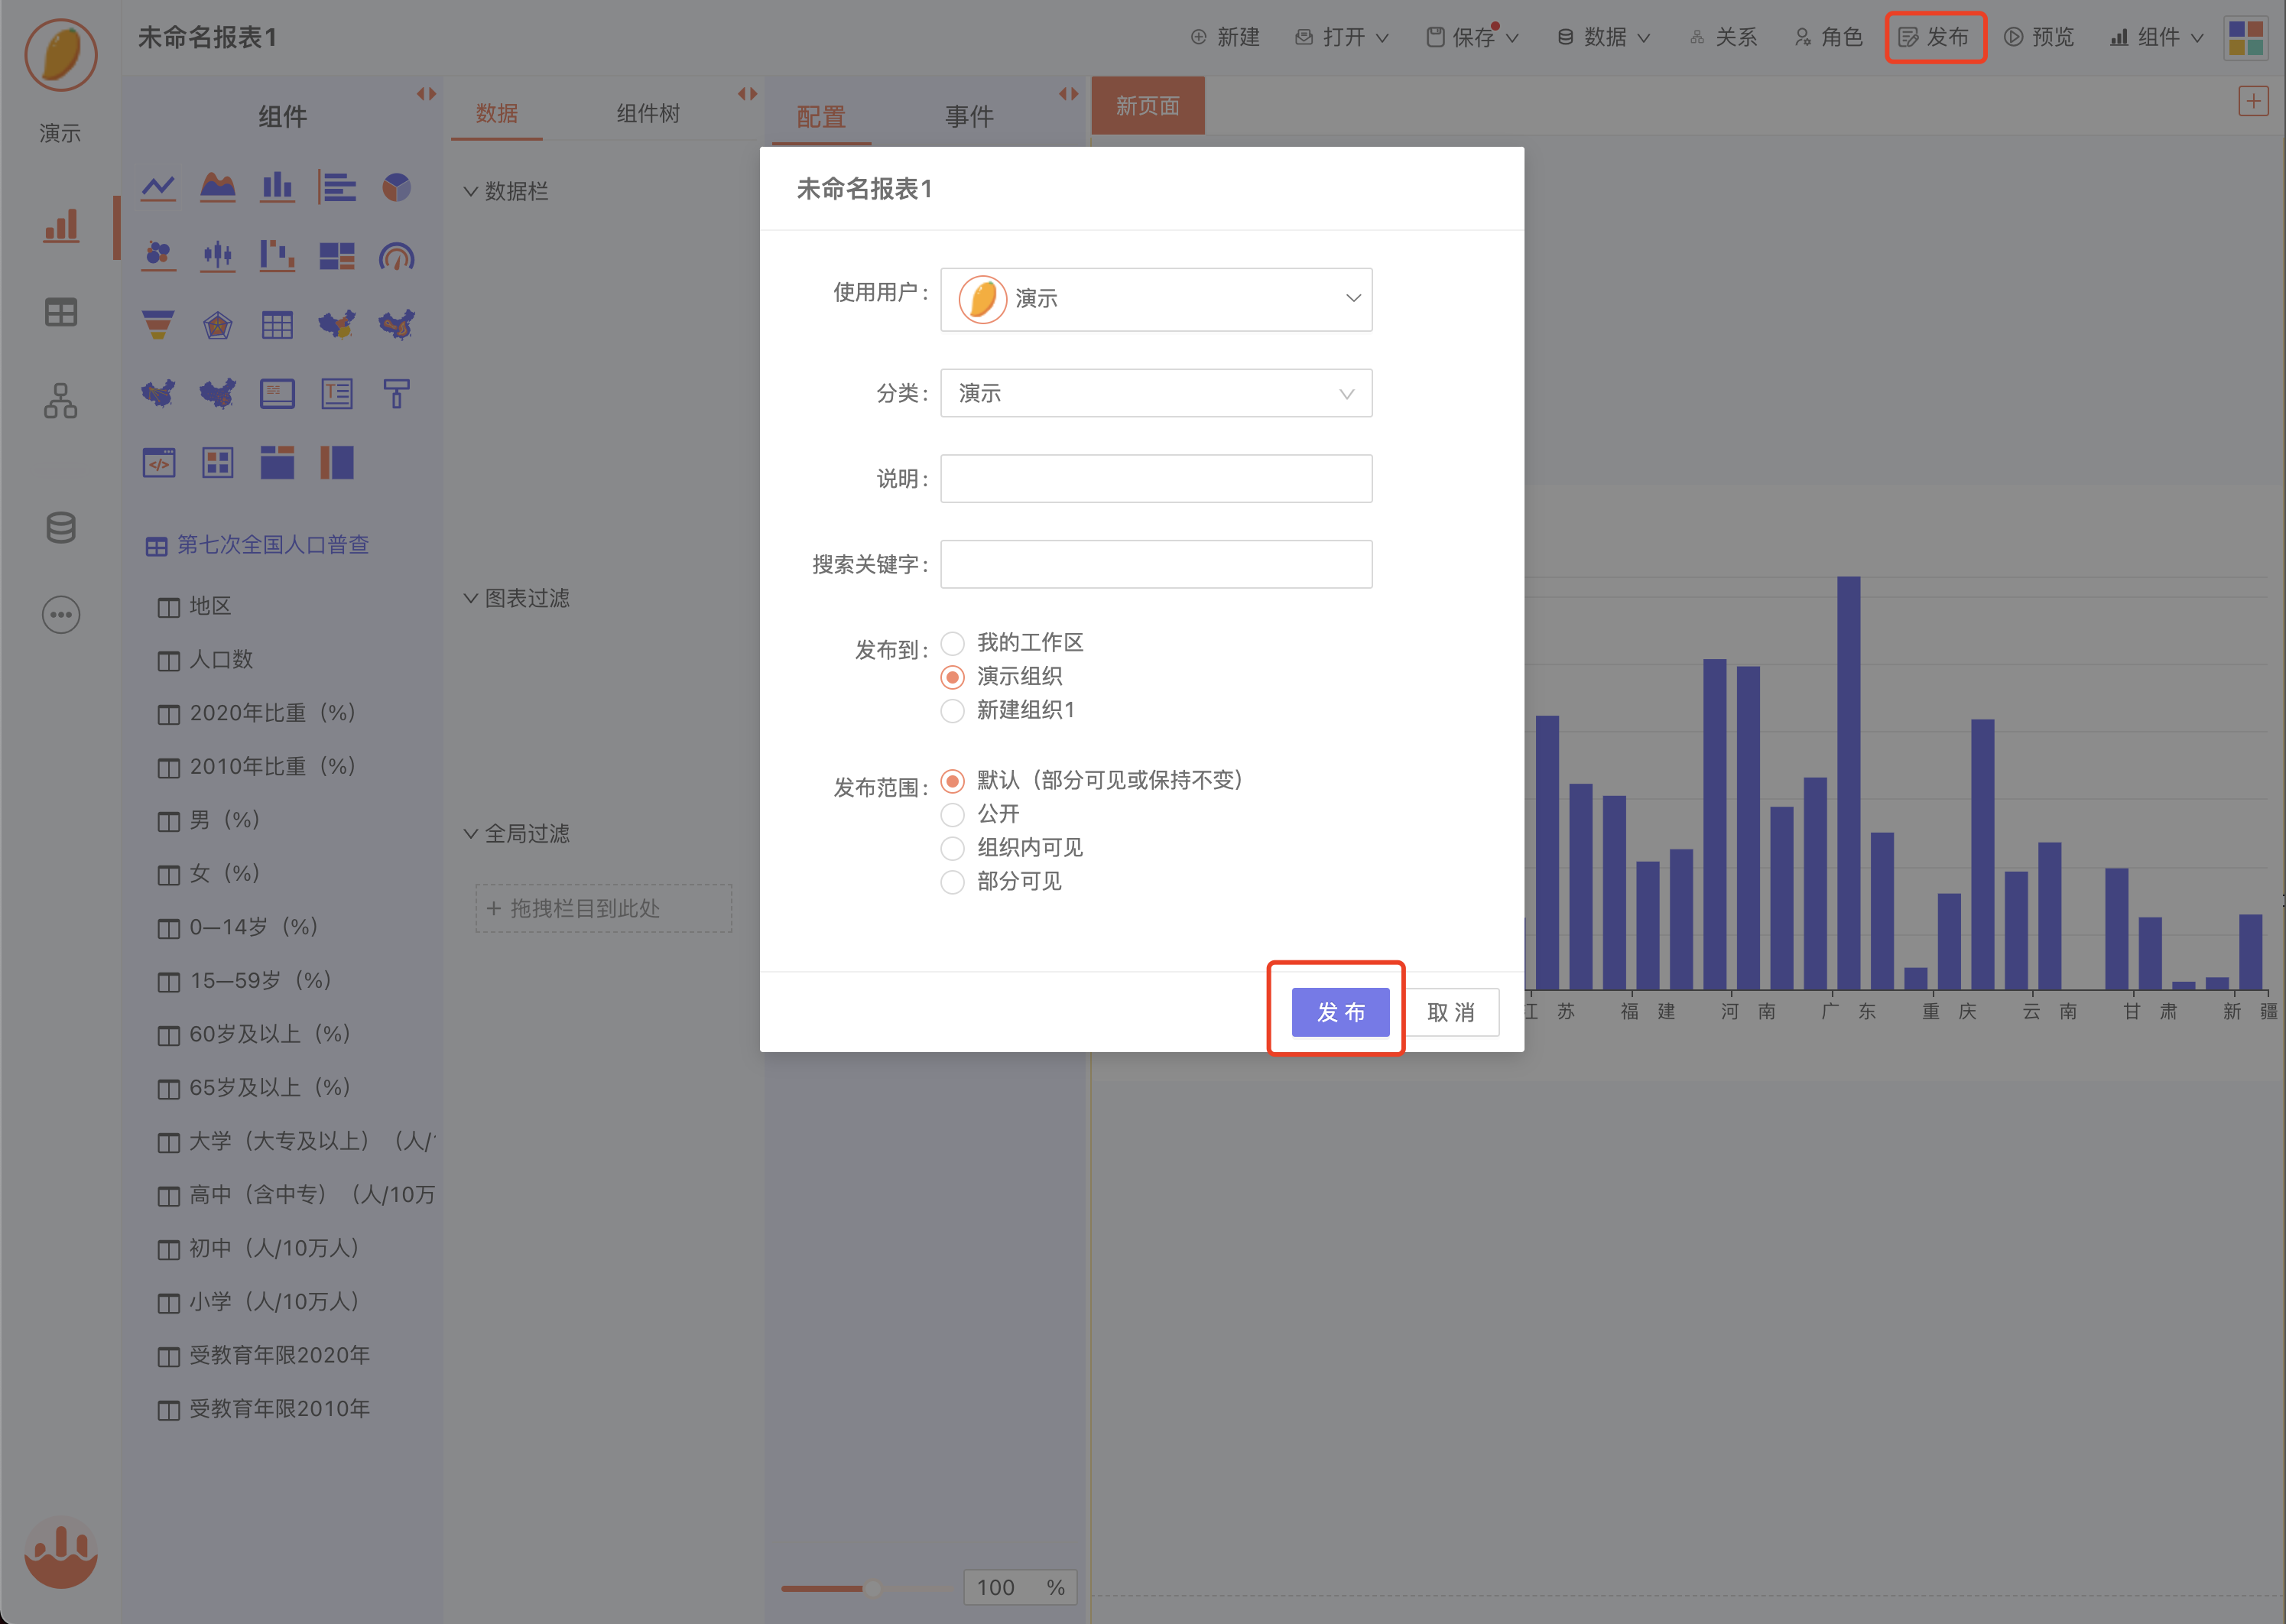 未命名报表1
新建
打开
保存
数据
关系
角色
发布
预览
组件
演示
组件
数据
组件树
配置
事件
新页面
数据栏
第七次全国人口普查
地区
人口数
2020年比重（%）
2010年比重（%）
男（%）
女（%）
0—14岁（%）
15—59岁（%）
60岁及以上（%）
65岁及以上（%）
大学（大专及以上）（人/
高中（含中专）（人/10万
初中（人/10万人）
小学（人/10万人）
受教育年限2020年
受教育年限2010年
图表过滤
全局过滤
+ 拖拽栏目到此处
未命名报表1
使用用户: 演示
分类: 演示
说明:
搜索关键字:
发布到: 我的工作区
演示组织
新建组织1
发布范围: 默认（部分可见或保持不变）
公开
组织内可见
部分可见
发布 取消
江苏 福建 河南 广东 重庆 云南 甘肃 新疆
100 %